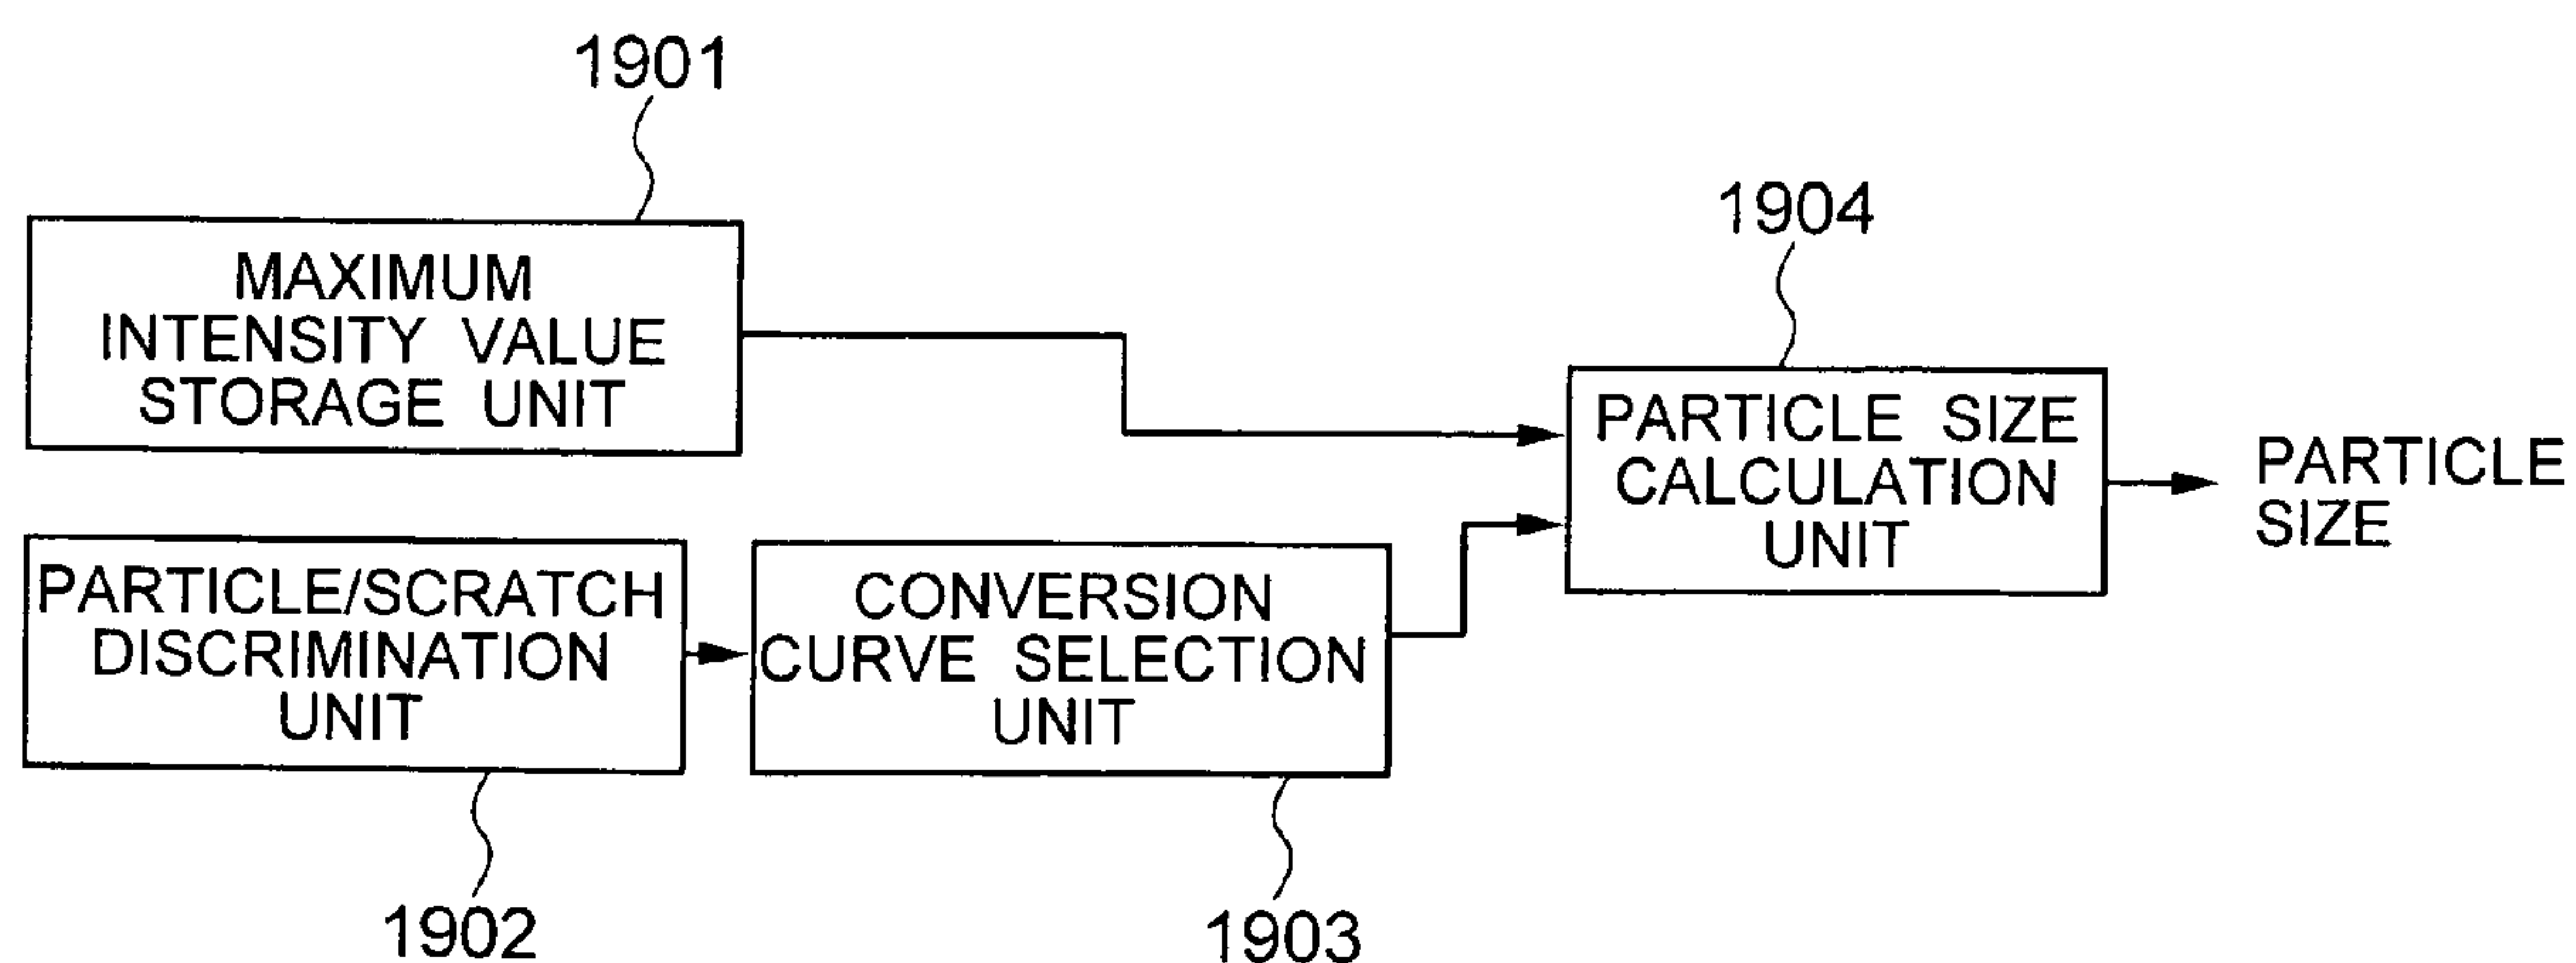 1901
MAXIMUM
INTENSITY VALUE
STORAGE UNIT
1904
PARTICLE SIZE
CALCULATION
UNIT
PARTICLE
SIZE
PARTICLE/SCRATCH
DISCRIMINATION
UNIT
CONVERSION
CURVE SELECTION
UNIT
1902
1903